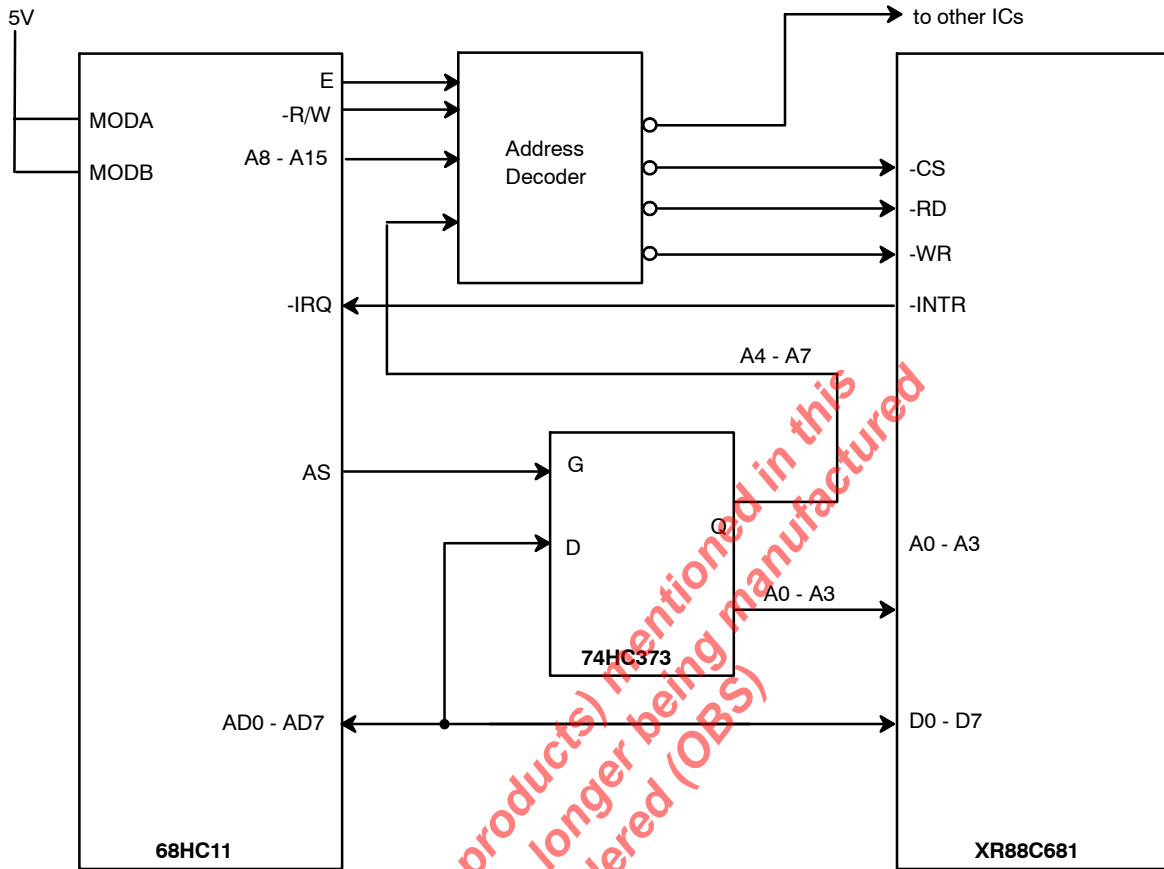 5V
to other ICs
MODA
MODB
E
-R/W
A8 - A15
-IRQ
AS
AD0 - AD7
68HC11
Address
Decoder
-CS
-RD
-WR
-INTR
A4 - A7
G
D
Q
A0 - A3
74HC373
A0 - A3
D0 - D7
XR88C681
products) mentioned in this
longer being manufactured
dered (OBS)